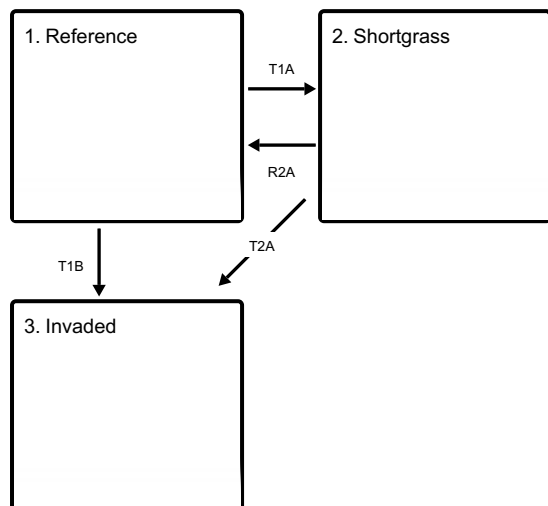 1. Reference
2. Shortgrass
T1A
R2A
T2A
T1B
3. Invaded